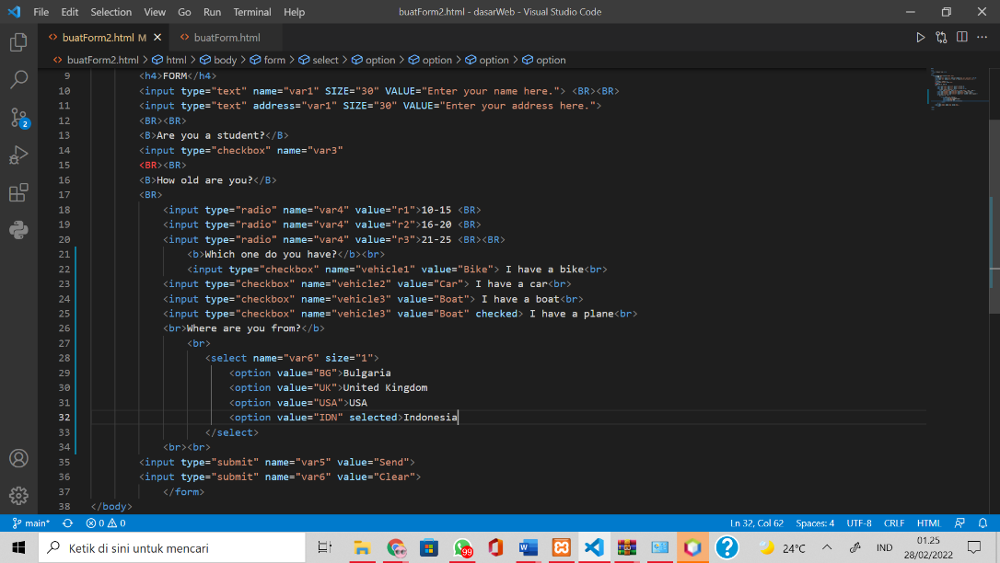 File Edit Selection View Go Run Terminal Help buatForm2.html - dasarWeb - Visual Studio Code
buatForm2.html M buatForm.html
buatForm2.html > html > body > form > select > option > option > option > option
9 <h4>FORM</h4>
10 <input type="text" name="var1" SIZE="30" VALUE="Enter your name here."> <BR><BR>
11 <input type="text" address="var1" SIZE="30" VALUE="Enter your address here.">
12 <BR><BR>
13 <B>Are you a student?</B>
14 <input type="checkbox" name="var3"
15 <BR><BR>
16 <B>How old are you?</B>
17 <BR>
18 <input type="radio" name="var4" value="r1">10-15 <BR>
19 <input type="radio" name="var4" value="r2">16-20 <BR>
20 <input type="radio" name="var4" value="r3">21-25 <BR><BR>
21 <b>Which one do you have?</b><br>
22 <input type="checkbox" name="vehicle1" value="Bike"> I have a bike<br>
23 <input type="checkbox" name="vehicle2" value="Car"> I have a car<br>
24 <input type="checkbox" name="vehicle3" value="Boat"> I have a boat<br>
25 <input type="checkbox" name="vehicle3" value="Boat" checked> I have a plane<br>
26 <br>Where are you from?</b>
27 <br>
28 <select name="var6" size="1">
29 <option value="BG">Bulgaria
30 <option value="UK">United Kingdom
31 <option value="USA">USA
32 <option value="IDN" selected>Indonesia
33 </select>
34 <br><br>
35 <input type="submit" name="var5" value="Send">
36 <input type="submit" name="var6" value="Clear">
37 </form>
38 </body>
2
main* 0 0 Ln 32, Col 62 Spaces: 4 UTF-8 CRLF HTML
Ketik di sini untuk mencari 99 24°C IND 01.25
28/02/2022